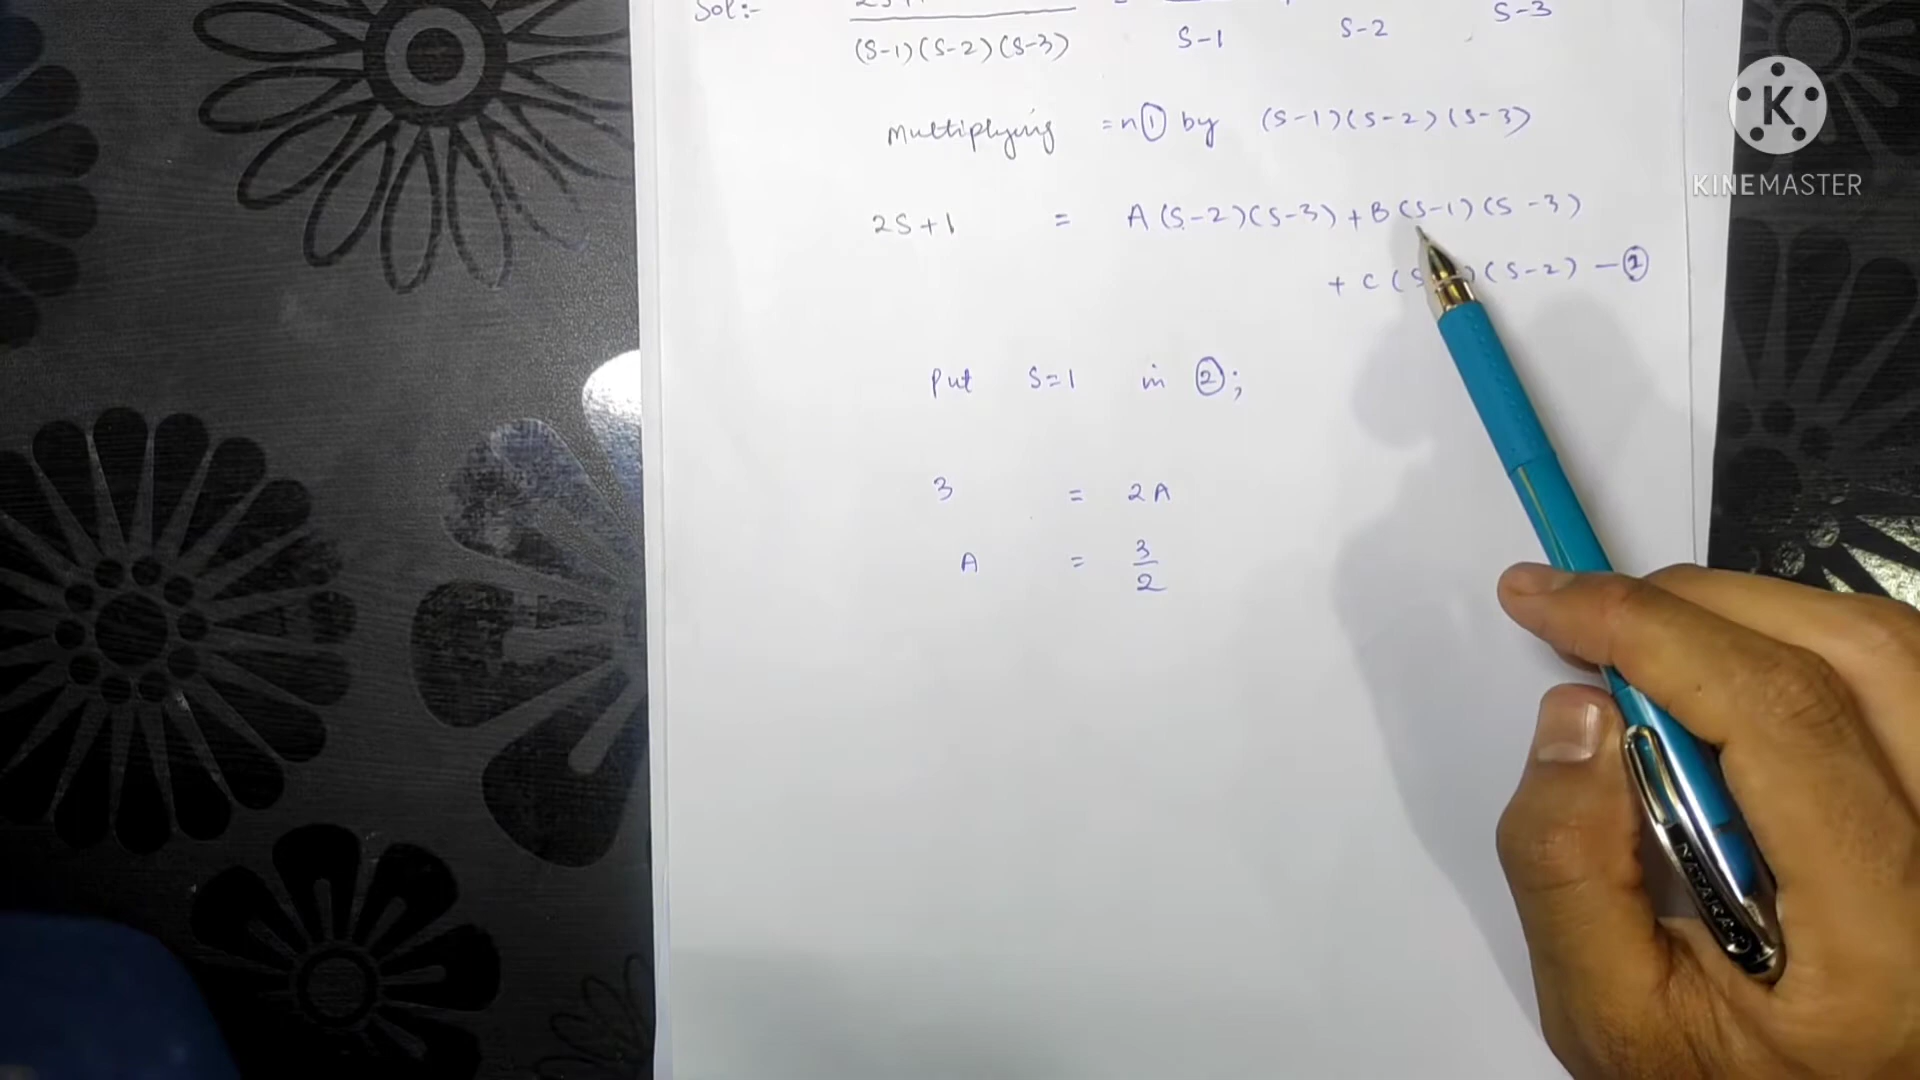 Sol:-
(S-1)(S-2)(S-3) S-1 S-2 S-3
Multiplying =n ① by (S-1)(S-2)(S-3)
2S+1 = A(S-2)(S-3)+B(S-1)(S-3)
+ C(S )(S-2) - ②
Put S=1 in ②;
3 = 2A
A = 3/2
K
KINEMASTER
NATARAJ